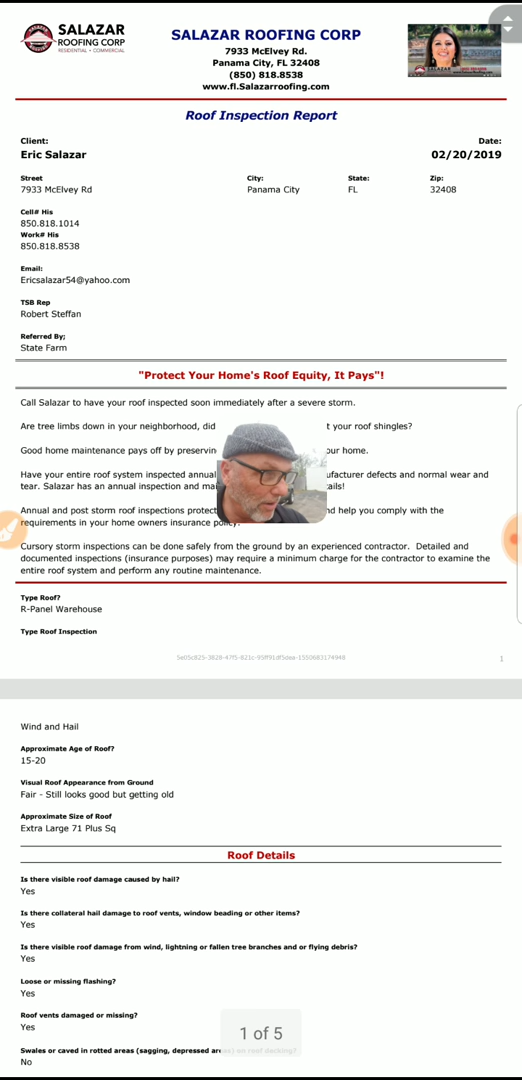 SALAZAR
ROOFING CORP
RESIDENTIAL • COMMERCIAL
SALAZAR ROOFING CORP
7933 McElvey Rd.
Panama City, FL 32408
(850) 818.8538
www.fl.Salazarroofing.com
Roof Inspection Report
Client:
Date:
Eric Salazar
02/20/2019
Street
City:
State:
Zip:
7933 McElvey Rd
Panama City
FL
32408
Cell# His
850.818.1014
Work# His
850.818.8538
Email:
Ericsalazar54@yahoo.com
TSB Rep
Robert Steffan
Referred By;
State Farm
"Protect Your Home's Roof Equity, It Pays"!
Call Salazar to have your roof inspected soon immediately after a severe storm.
Are tree limbs down in your neighborhood, did t your roof shingles?
Good home maintenance pays off by preservin our home.
Have your entire roof system inspected annual ufacturer defects and normal wear and
tear. Salazar has an annual inspection and mai tails!
Annual and post storm roof inspections protect nd help you comply with the
requirements in your home owners insurance policy.
Cursory storm inspections can be done safely from the ground by an experienced contractor. Detailed and
documented inspections (insurance purposes) may require a minimum charge for the contractor to examine the
entire roof system and perform any routine maintenance.
Type Roof?
R-Panel Warehouse
Type Roof Inspection
1
Wind and Hail
Approximate Age of Roof?
15-20
Visual Roof Appearance from Ground
Fair - Still looks good but getting old
Approximate Size of Roof
Extra Large 71 Plus Sq
Roof Details
Is there visible roof damage caused by hail?
Yes
Is there collateral hail damage to roof vents, window beading or other items?
Yes
Is there visible roof damage from wind, lightning or fallen tree branches and or flying debris?
Yes
Loose or missing flashing?
Yes
Roof vents damaged or missing?
Yes
1 of 5
Swales or caved in rotted areas (sagging, depressed areas) on roof decking?
No